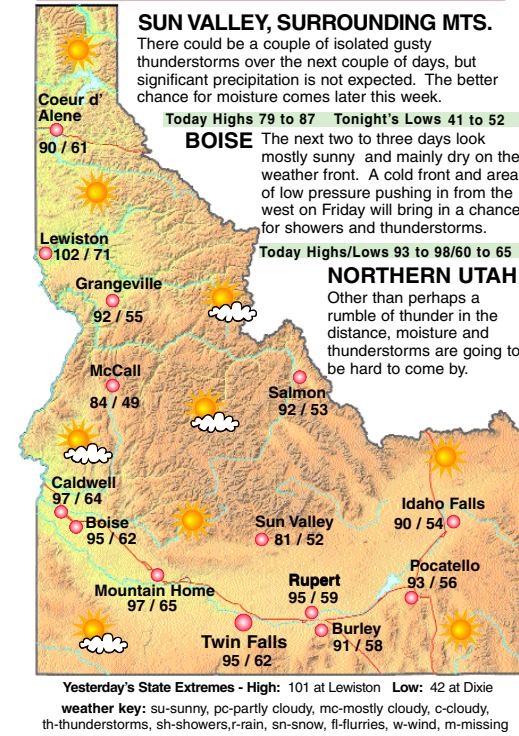 SUN VALLEY, SURROUNDING MTS.
There could be a couple of isolated gusty
thunderstorms over the next couple of days, but
significant precipitation is not expected. The better
chance for moisture comes later this week.
Today Highs 79 to 87 Tonight's Lows 41 to 52
BOISE
The next two to three days look
mostly sunny and mainly dry on the
weather front. A cold front and area
of low pressure pushing in from the
west on Friday will bring in a chance
for showers and thunderstorms.
Today Highs/Lows 93 to 98/60 to 65
NORTHERN UTAH
Other than perhaps a
rumble of thunder in the
distance, moisture and
thunderstorms are going to
be hard to come by.
Coeur d'
Alene
90 / 61
Lewiston
102 / 71
Grangeville
92 / 55
McCall
84 / 49
Salmon
92 / 53
Caldwell
97 / 64
Boise
95 / 62
Sun Valley
81 / 52
Idaho Falls
90 / 54
Mountain Home
97 / 65
Rupert
95 / 59
Pocatello
93 / 56
Twin Falls
95 / 62
Burley
91 / 58
Yesterday's State Extremes - High: 101 at Lewiston Low: 42 at Dixie
weather key: su-sunny, pc-partly cloudy, mc-mostly cloudy, c-cloudy,
th-thunderstorms, sh-showers,r-rain, sn-snow, fl-flurries, w-wind, m-missing